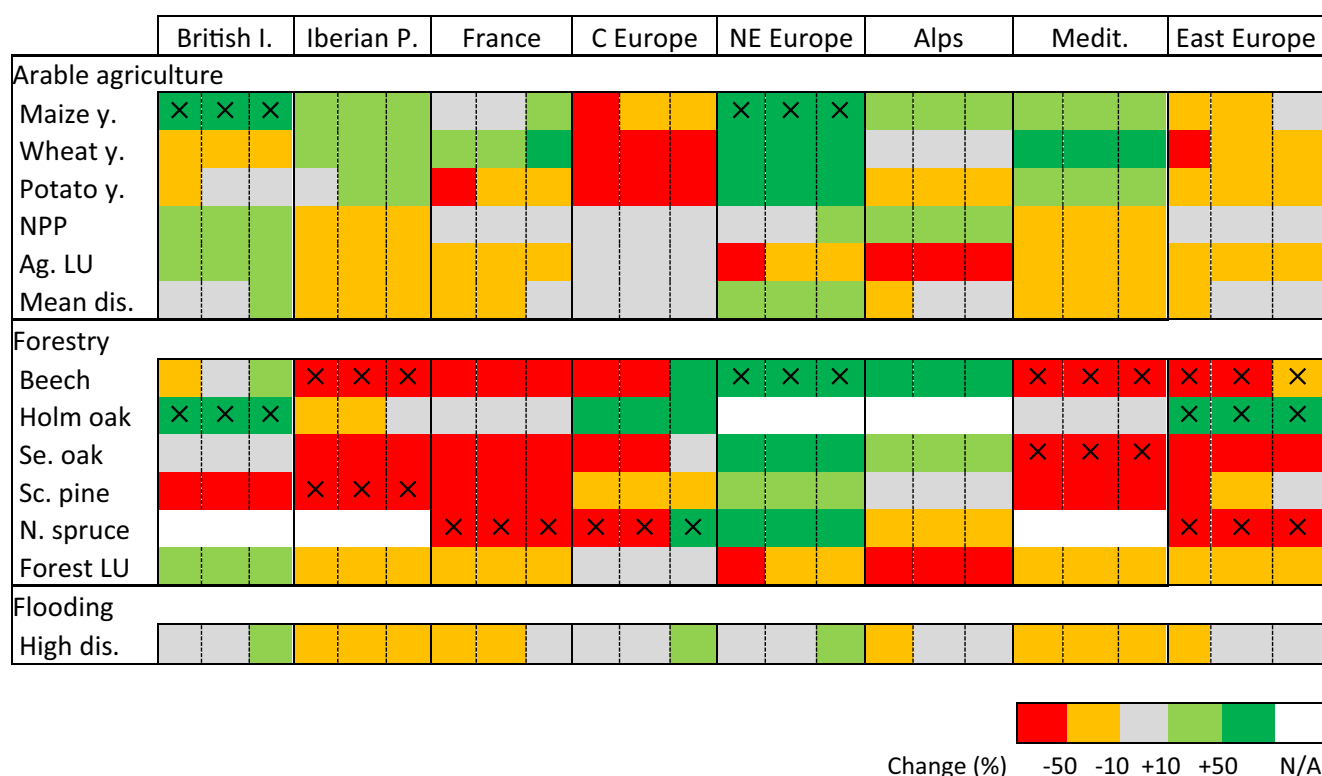 British I. Iberian P. France C Europe NE Europe Alps Medit. East Europe
Arable agriculture
Maize y.
Wheat y.
Potato y.
NPP
Ag. LU
Mean dis.
Forestry
Beech
Holm oak
Se. oak
Sc. pine
N. spruce
Forest LU
Flooding
High dis.
Change (%) -50 -10 +10 +50 N/A